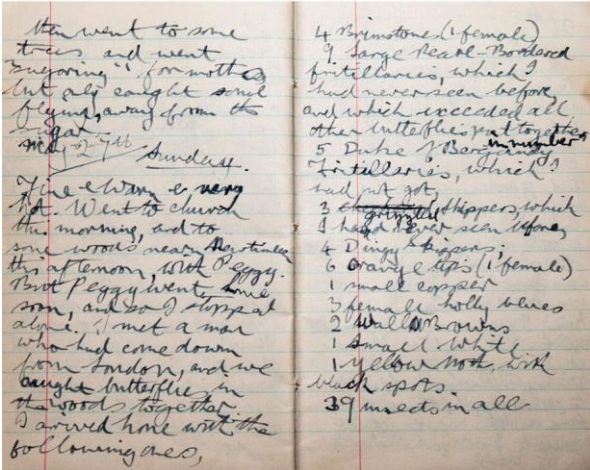 then went to some
trees and went
"Sugaring" for moths
but only caught some
flying, away from the
sugar
May 27th Sunday.
Fine & warm & very
hot. Went to church
this morning, and to
some woods near
this afternoon, with Peggy.
But Peggy went home
soon, and so I stopped
alone. I met a man
who had come down
from London, and we
caught butterflies in
the woods together
I arrived home with the
following ones,
4 Brimstones (1 female)
9 Large Pearl-Bordered
fritillaries, which I
had never seen before,
and which exceeded all
other butterflies put together
in number
5 Duke of Burgundy
Fritillaries, which I
had not got,
3 grizzled skippers, which
I had never seen before,
4 Dingy skippers,
6 orange tips (1 female)
1 small copper
3 female holly blues
2 Wall Browns
1 small white
1 yellow moth, with
black spots.
39 insects in all